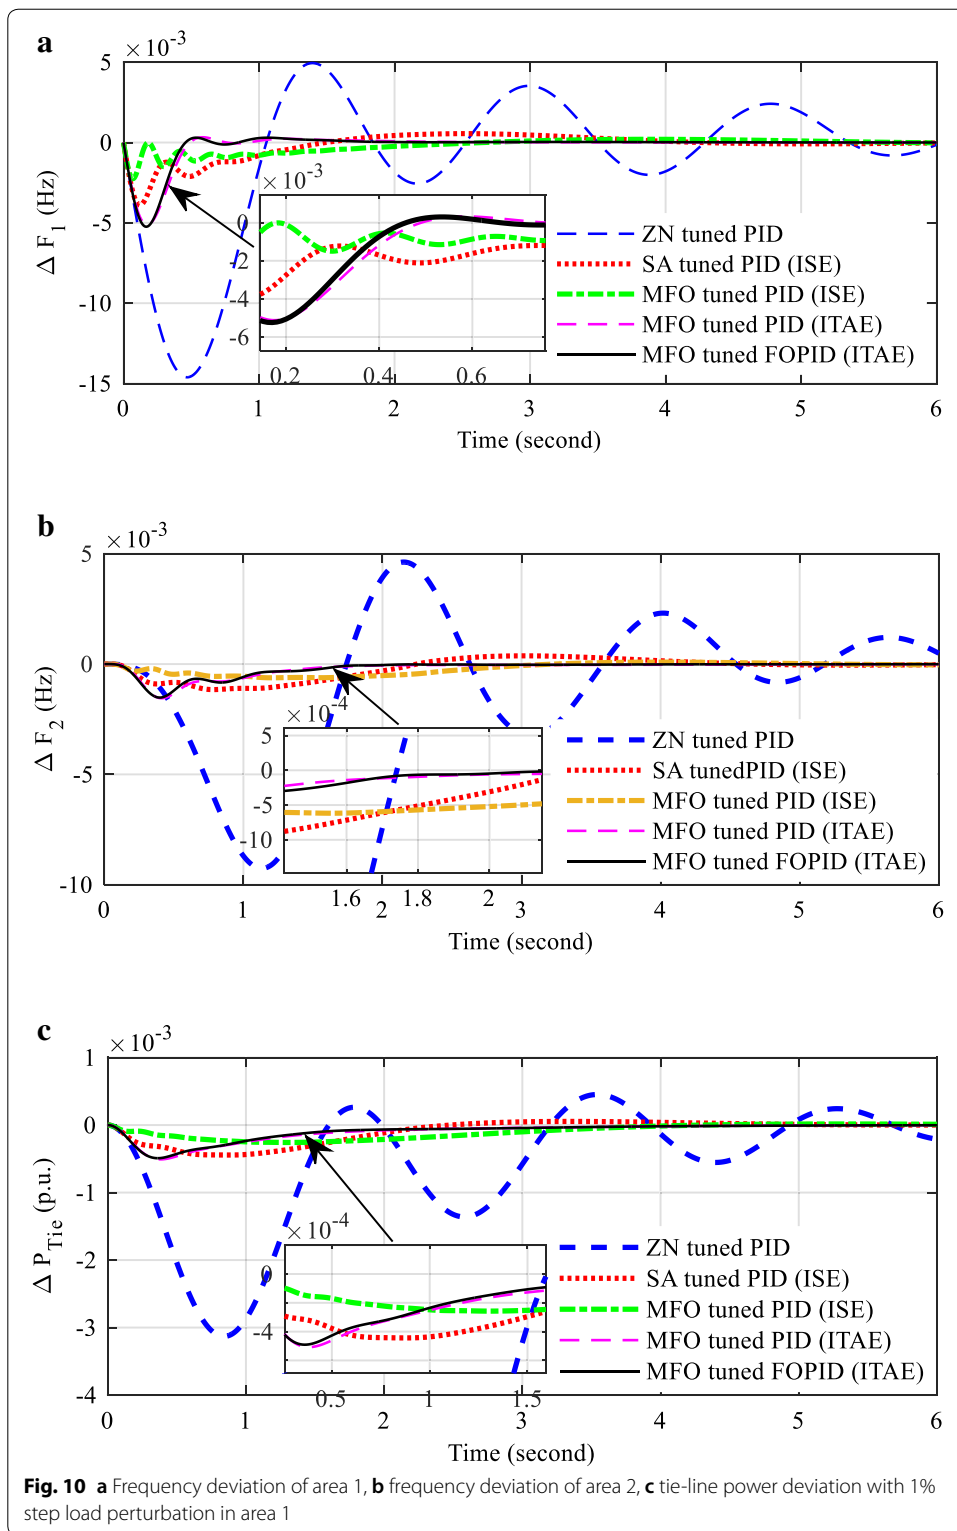 a
×10-3
5
0
-5
-10
-15
Δ F1 (Hz)
×10-3
0
-2
-4
-6
0.2 0.4 0.6
ZN tuned PID
SA tuned PID (ISE)
MFO tuned PID (ISE)
MFO tuned PID (ITAE)
MFO tuned FOPID (ITAE)
0 1 2 3 4 5 6
Time (second)
b
×10-3
5
0
-5
-10
Δ F2 (Hz)
×10-4
5
0
-5
-10
1.6 1.8 2
ZN tuned PID
SA tunedPID (ISE)
MFO tuned PID (ISE)
MFO tuned PID (ITAE)
MFO tuned FOPID (ITAE)
0 1 2 3 4 5 6
Time (second)
c
×10-3
1
0
-1
-2
-3
-4
Δ PTie (p.u.)
×10-4
0
-4
0.5 1 1.5
ZN tuned PID
SA tuned PID (ISE)
MFO tuned PID (ISE)
MFO tuned PID (ITAE)
MFO tuned FOPID (ITAE)
0 1 2 3 4 5 6
Time (second)
Fig. 10 a Frequency deviation of area 1, b frequency deviation of area 2, c tie-line power deviation with 1%
step load perturbation in area 1